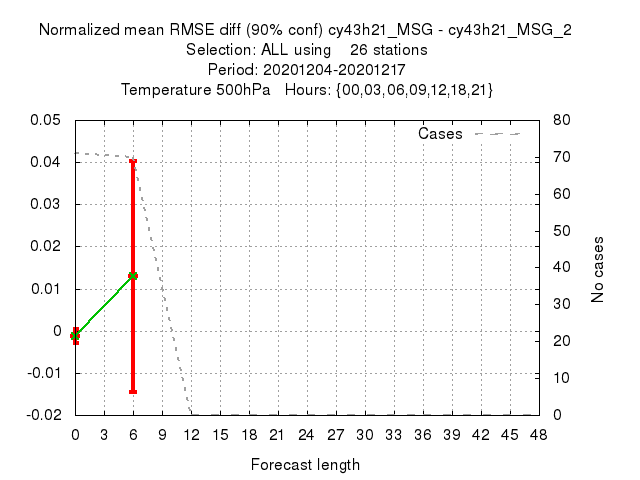 Normalized mean RMSE diff (90% conf) cy43h21_MSG - cy43h21_MSG_2
Selection: ALL using    26 stations
Period: 20201204-20201217
Temperature 500hPa   Hours: {00,03,06,09,12,18,21}
Cases
0.05
0.04
0.03
0.02
0.01
0
-0.01
-0.02
80
70
60
50
40
30
20
10
0
No cases
0 3 6 9 12 15 18 21 24 27 30 33 36 39 42 45 48
Forecast length